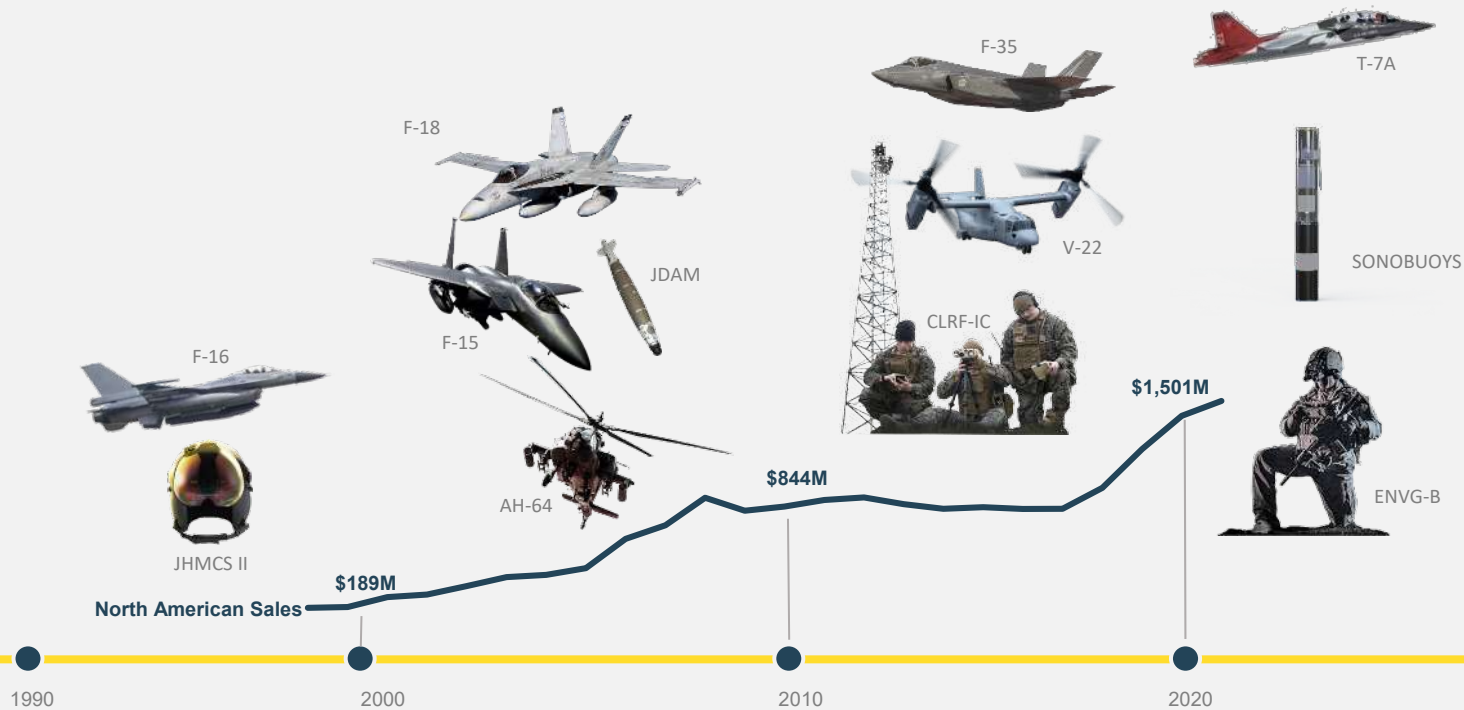 F-35
T-7A
F-18
V-22
SONOBUOYS
JDAM
CLRF-IC
F-15
F-16
$1,501M
$844M
ENVG-B
AH-64
JHMCS II
$189M
North American Sales
1990
2000
2010
2020